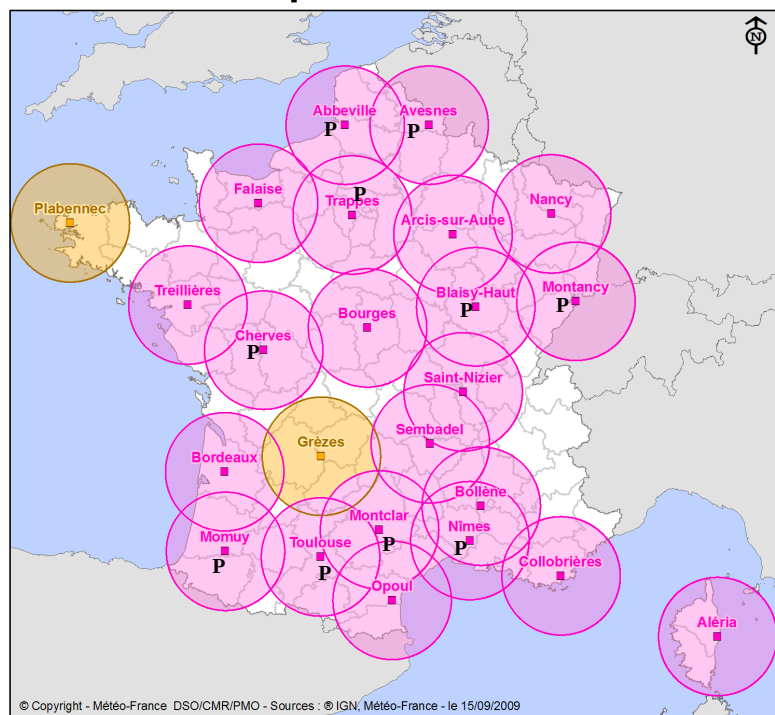 N
Abbeville
Avesnes
P
P
Falaise
P
Trappes
Nancy
Plabennec
Arcis-sur-Aube
Treillières
Blaisy-Haut
Montancy
P
P
Bourges
Cherves
P
Saint-Nizier
Sembadel
Grèzes
Bordeaux
Bollène
Montclar
Nîmes
Momuy
Toulouse
P
P
P
P
Collobrières
Opoul
Aléria
© Copyright - Météo-France DSO/CMR/PMO - Sources : ® IGN, Météo-France - le 15/09/2009